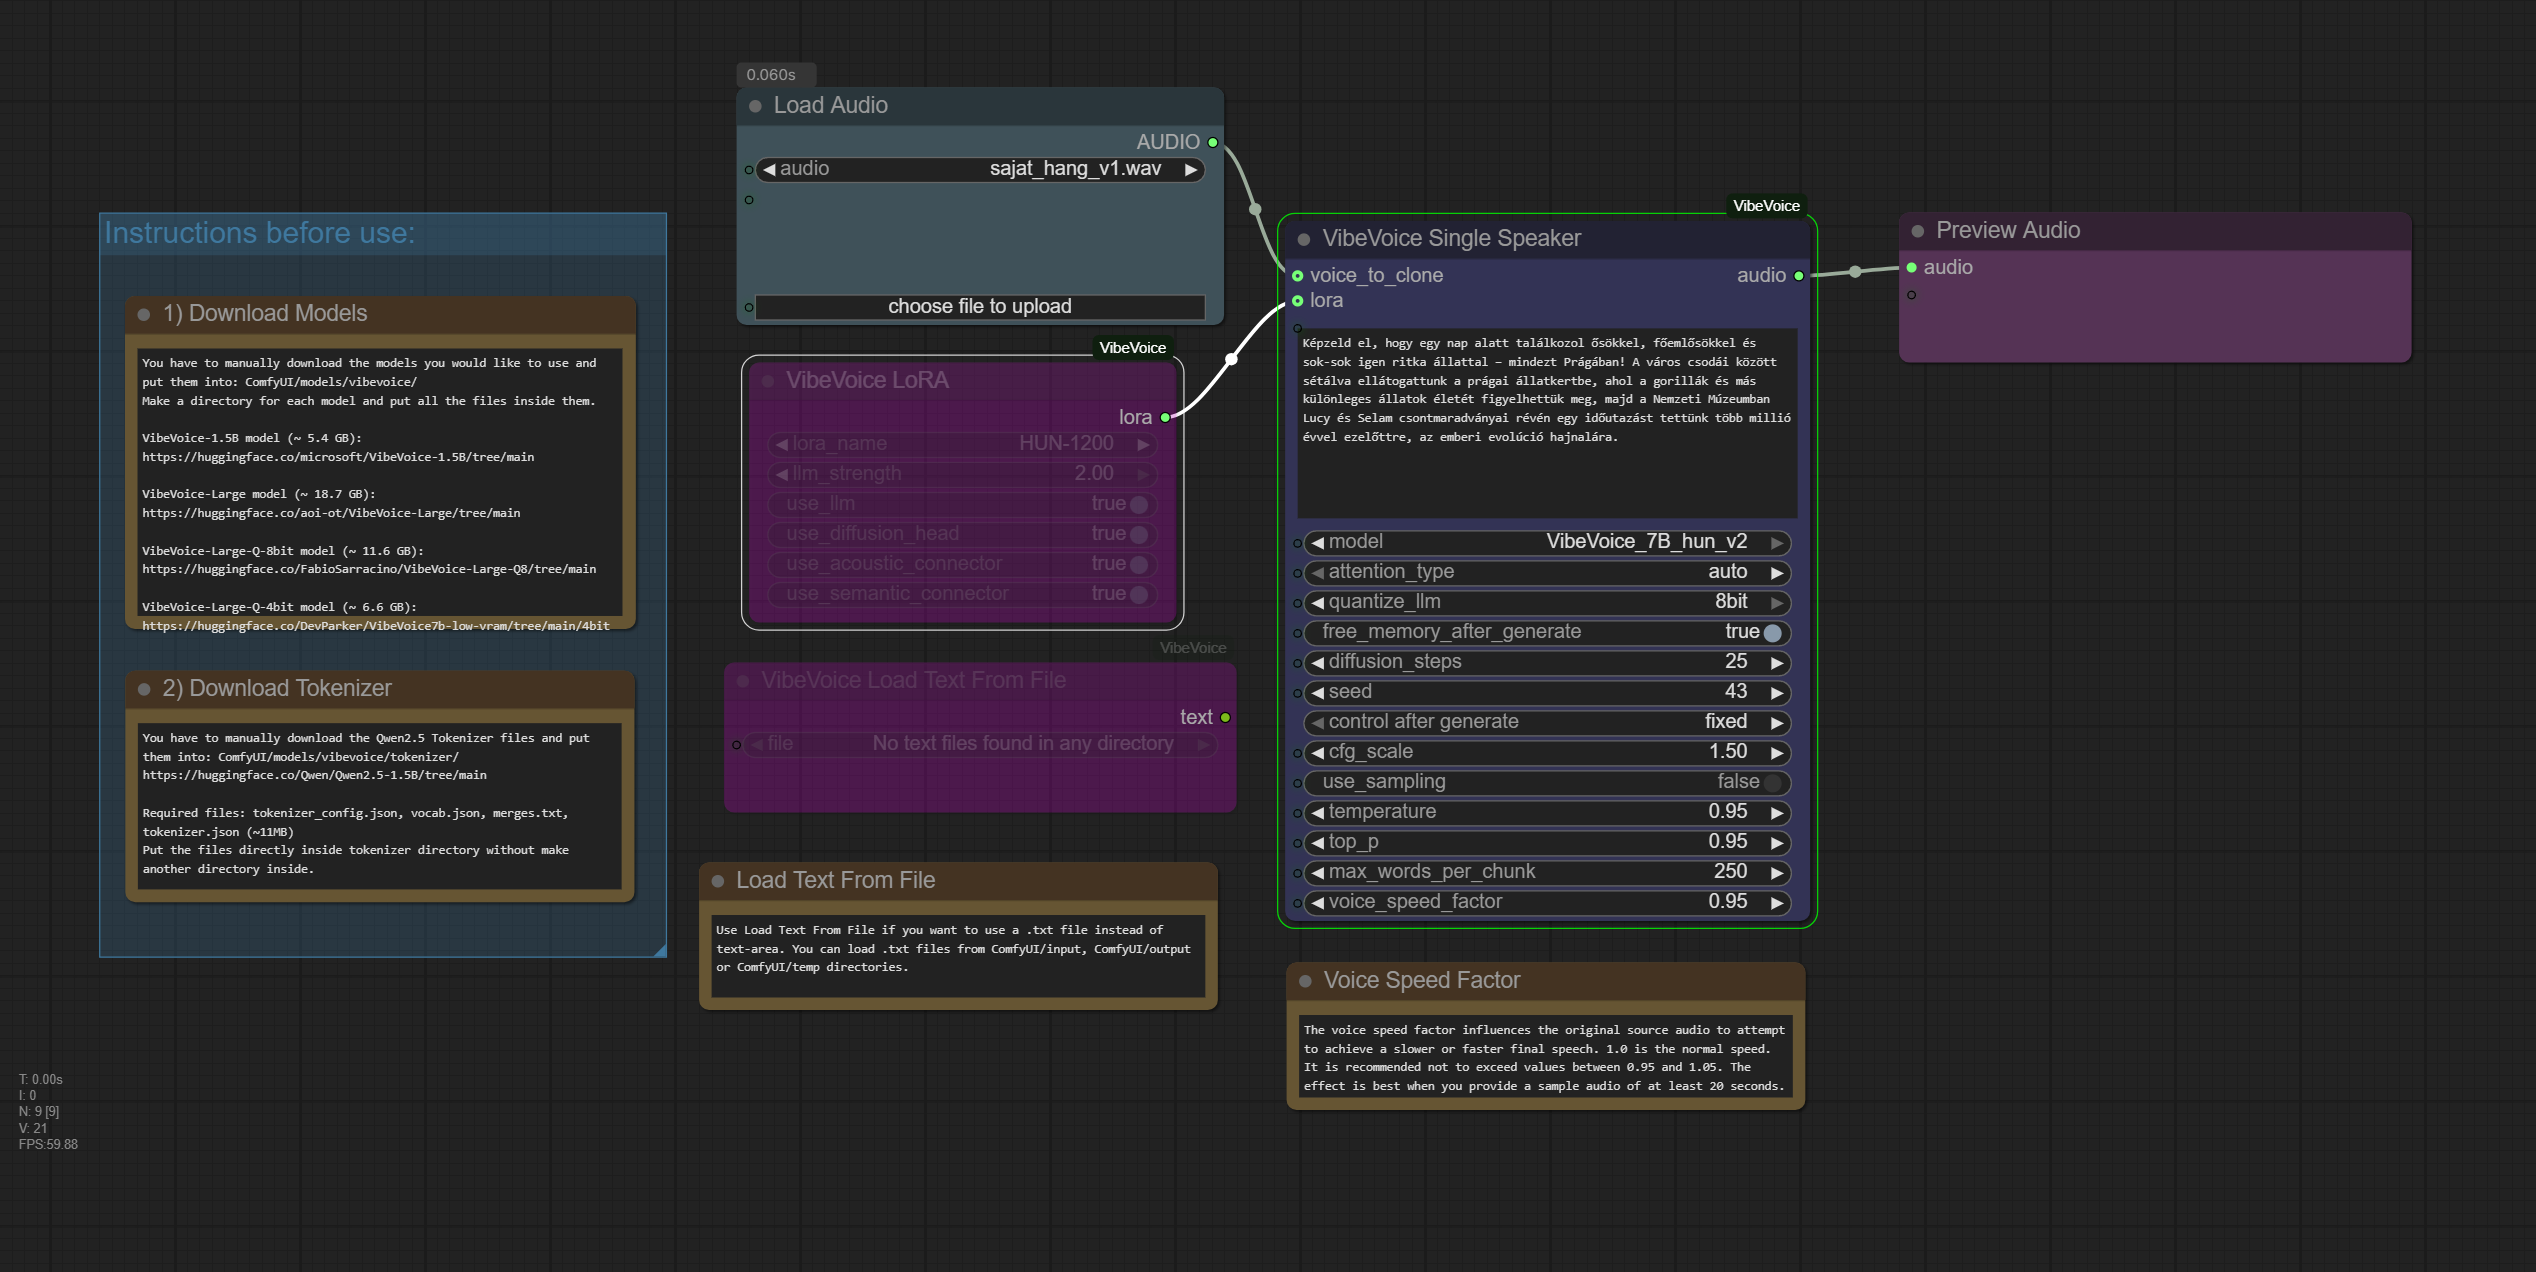 Instructions before use:
1) Download Models
You have to manually download the models you would like to use and
put them into: ComfyUI/models/vibevoice/
Make a directory for each model and put all the files inside them.
VibeVoice-1.5B model (~ 5.4 GB):
https://huggingface.co/microsoft/VibeVoice-1.5B/tree/main
VibeVoice-Large model (~ 18.7 GB):
https://huggingface.co/aoi-ot/VibeVoice-Large/tree/main
VibeVoice-Large-Q-8bit model (~ 11.6 GB):
https://huggingface.co/FabioSarracino/VibeVoice-Large-Q8/tree/main
VibeVoice-Large-Q-4bit model (~ 6.6 GB):
https://huggingface.co/DevParker/VibeVoice7b-low-vram/tree/main/4bit
2) Download Tokenizer
You have to manually download the Qwen2.5 Tokenizer files and put
them into: ComfyUI/models/vibevoice/tokenizer/
https://huggingface.co/Qwen/Qwen2.5-1.5B/tree/main
Required files: tokenizer_config.json, vocab.json, merges.txt,
tokenizer.json (~11MB)
Put the files directly inside tokenizer directory without make
another directory inside.
T: 0.00s
I: 0
N: 9 [9]
V: 21
FPS:59.88
0.060s
Load Audio
AUDIO
audio sajat_hang_v1.wav
choose file to upload
VibeVoice
VibeVoice LoRA
lora
lora_name HUN-1200
llm_strength 2.00
use_llm true
use_diffusion_head true
use_acoustic_connector true
use_semantic_connector true
VibeVoice
VibeVoice Load Text From File
text
file No text files found in any directory
Load Text From File
Use Load Text From File if you want to use a .txt file instead of
text-area. You can load .txt files from ComfyUI/input, ComfyUI/output
or ComfyUI/temp directories.
VibeVoice
VibeVoice Single Speaker
voice_to_clone audio
lora
Képzeld el, hogy egy nap alatt találkozol ősökkel, főemlősökkel és
sok-sok igen ritka állattal – mindezt Prágában! A város csodái között
sétálva ellátogattunk a prágai állatkertbe, ahol a gorillák és más
különleges állatok életét figyelhettük meg, majd a Nemzeti Múzeumban
Lucy és Selam csontmaradványai révén egy időutazást tettünk több millió
évvel ezelőttre, az emberi evolúció hajnalára.
model VibeVoice_7B_hun_v2
attention_type auto
quantize_llm 8bit
free_memory_after_generate true
diffusion_steps 25
seed 43
control after generate fixed
cfg_scale 1.50
use_sampling false
temperature 0.95
top_p 0.95
max_words_per_chunk 250
voice_speed_factor 0.95
Voice Speed Factor
The voice speed factor influences the original source audio to attempt
to achieve a slower or faster final speech. 1.0 is the normal speed.
It is recommended not to exceed values between 0.95 and 1.05. The
effect is best when you provide a sample audio of at least 20 seconds.
Preview Audio
audio